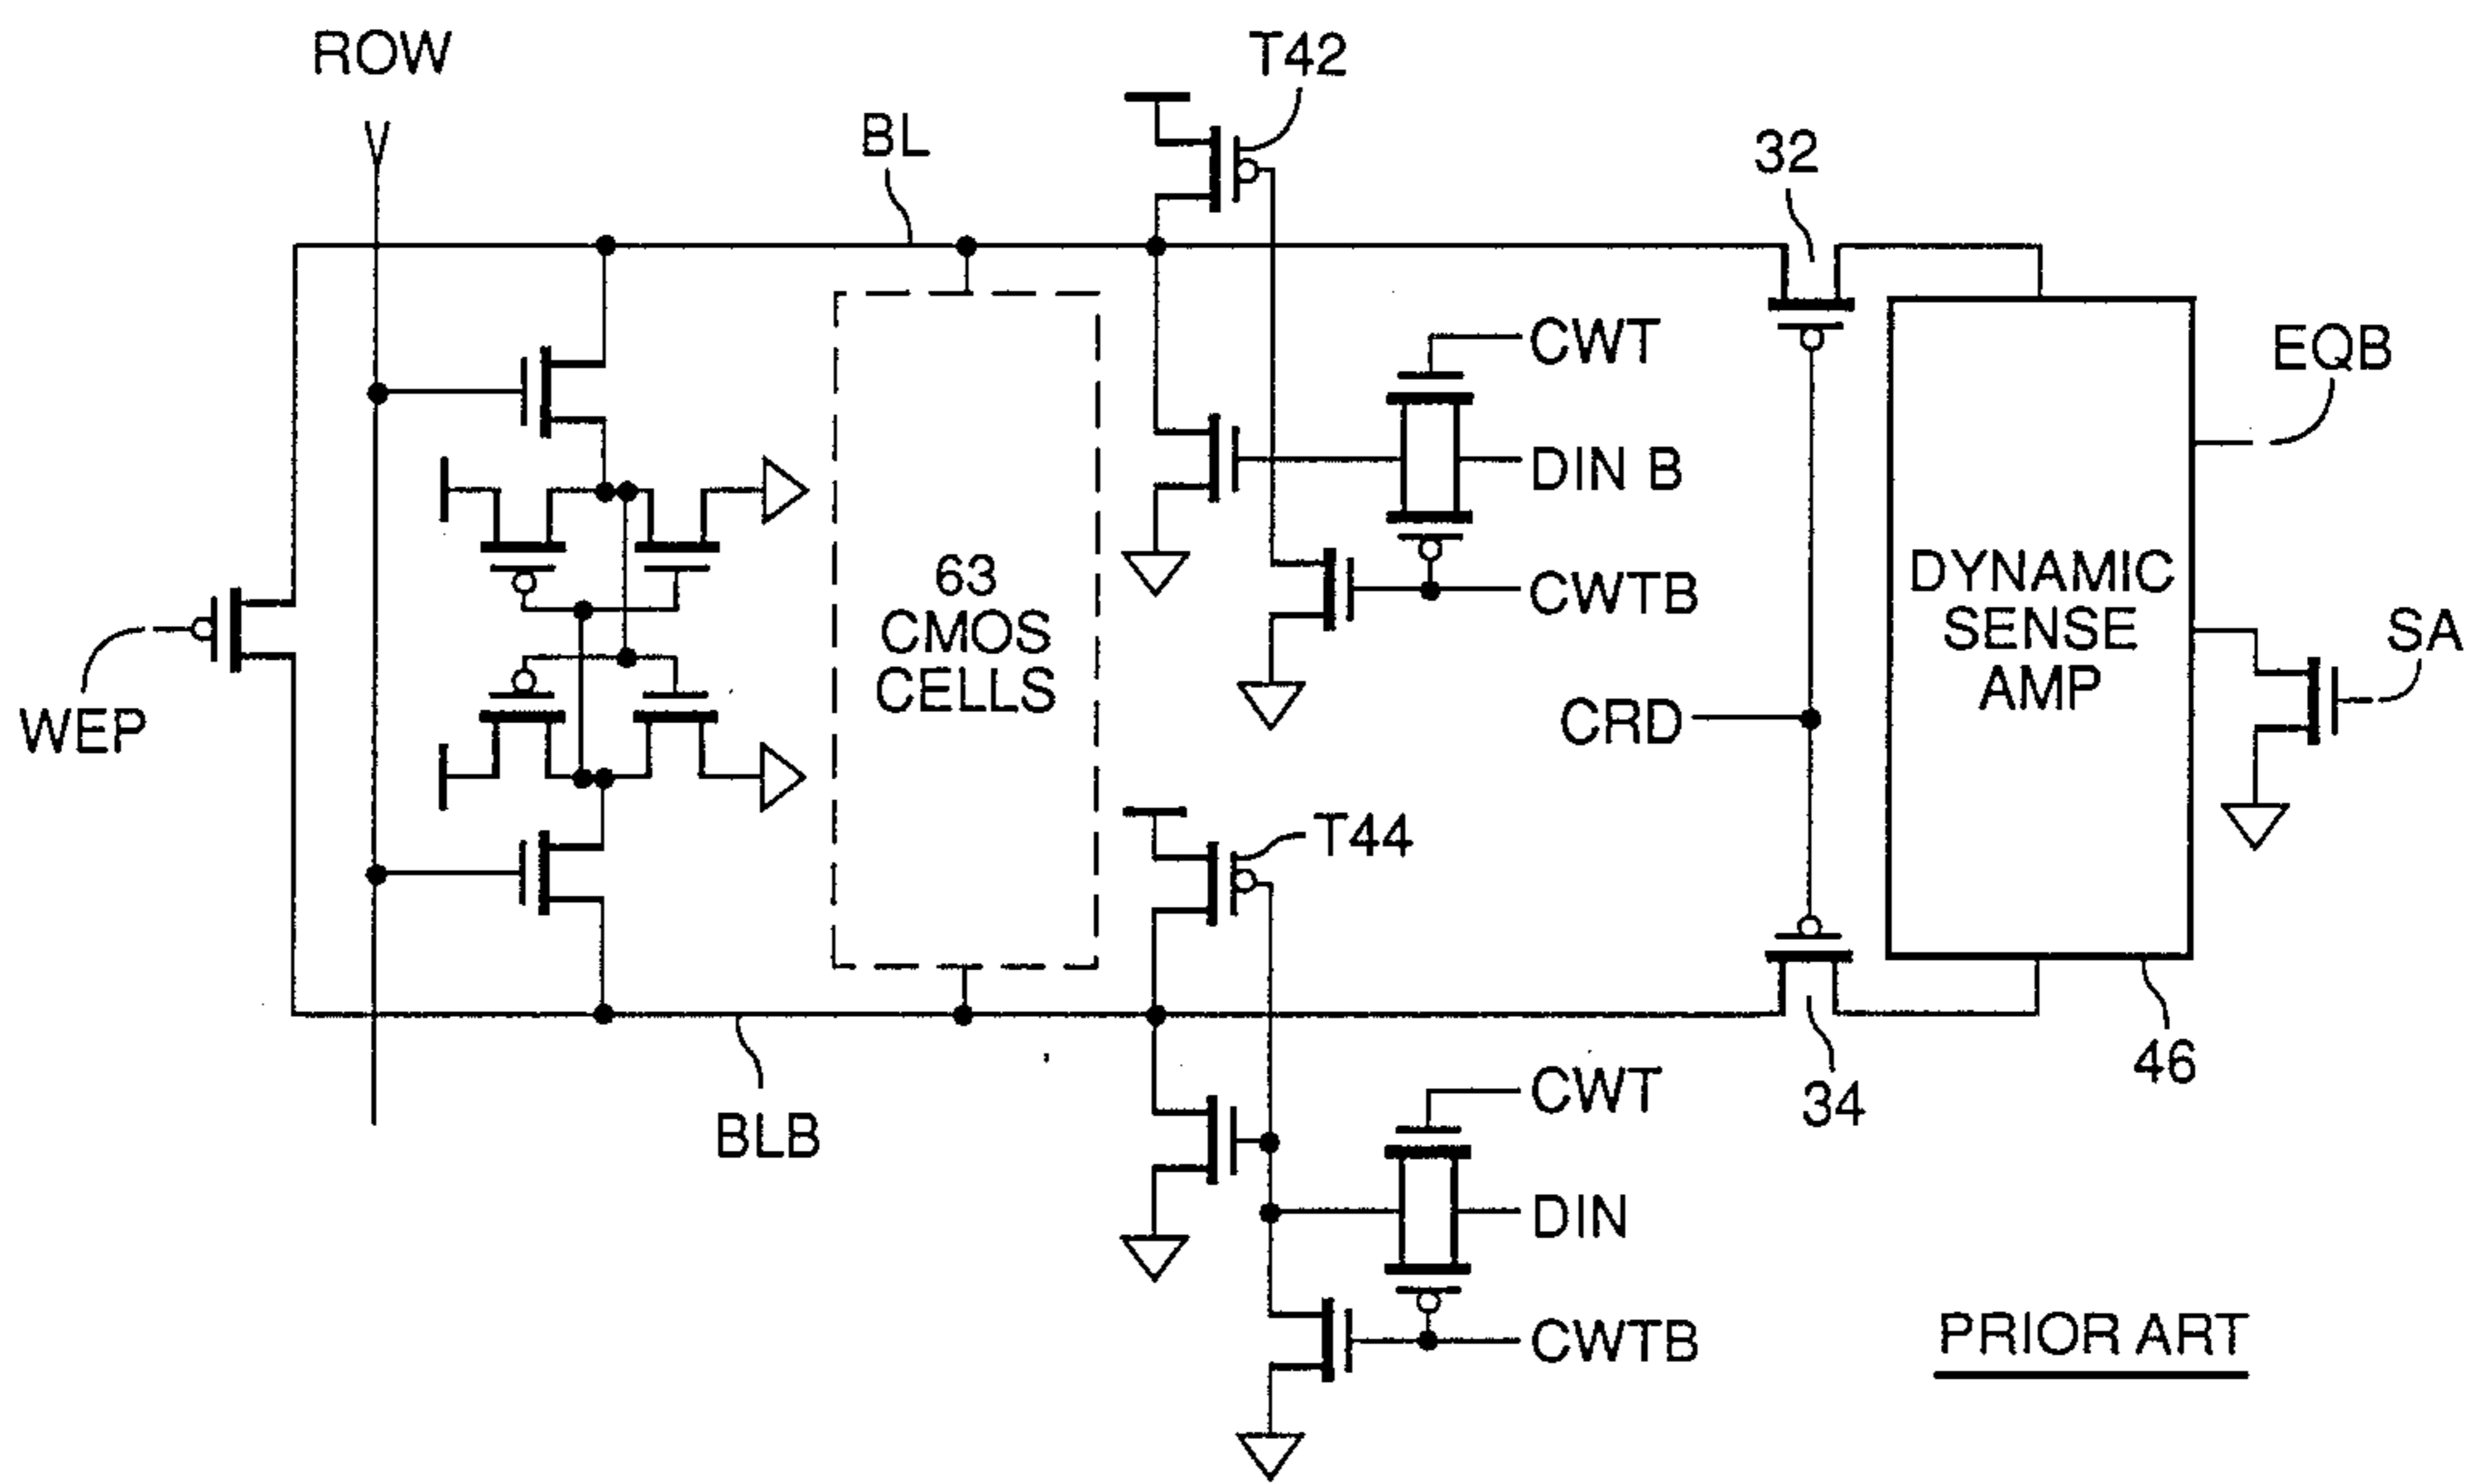 ROW
T42
BL
32
CWT
EQB
DIN B
63
CMOS
CELLS
CWTB
DYNAMIC
SENSE
AMP
SA
WEP
CRD
T44
CWT
46
34
BLB
DIN
CWTB
PRIOR ART